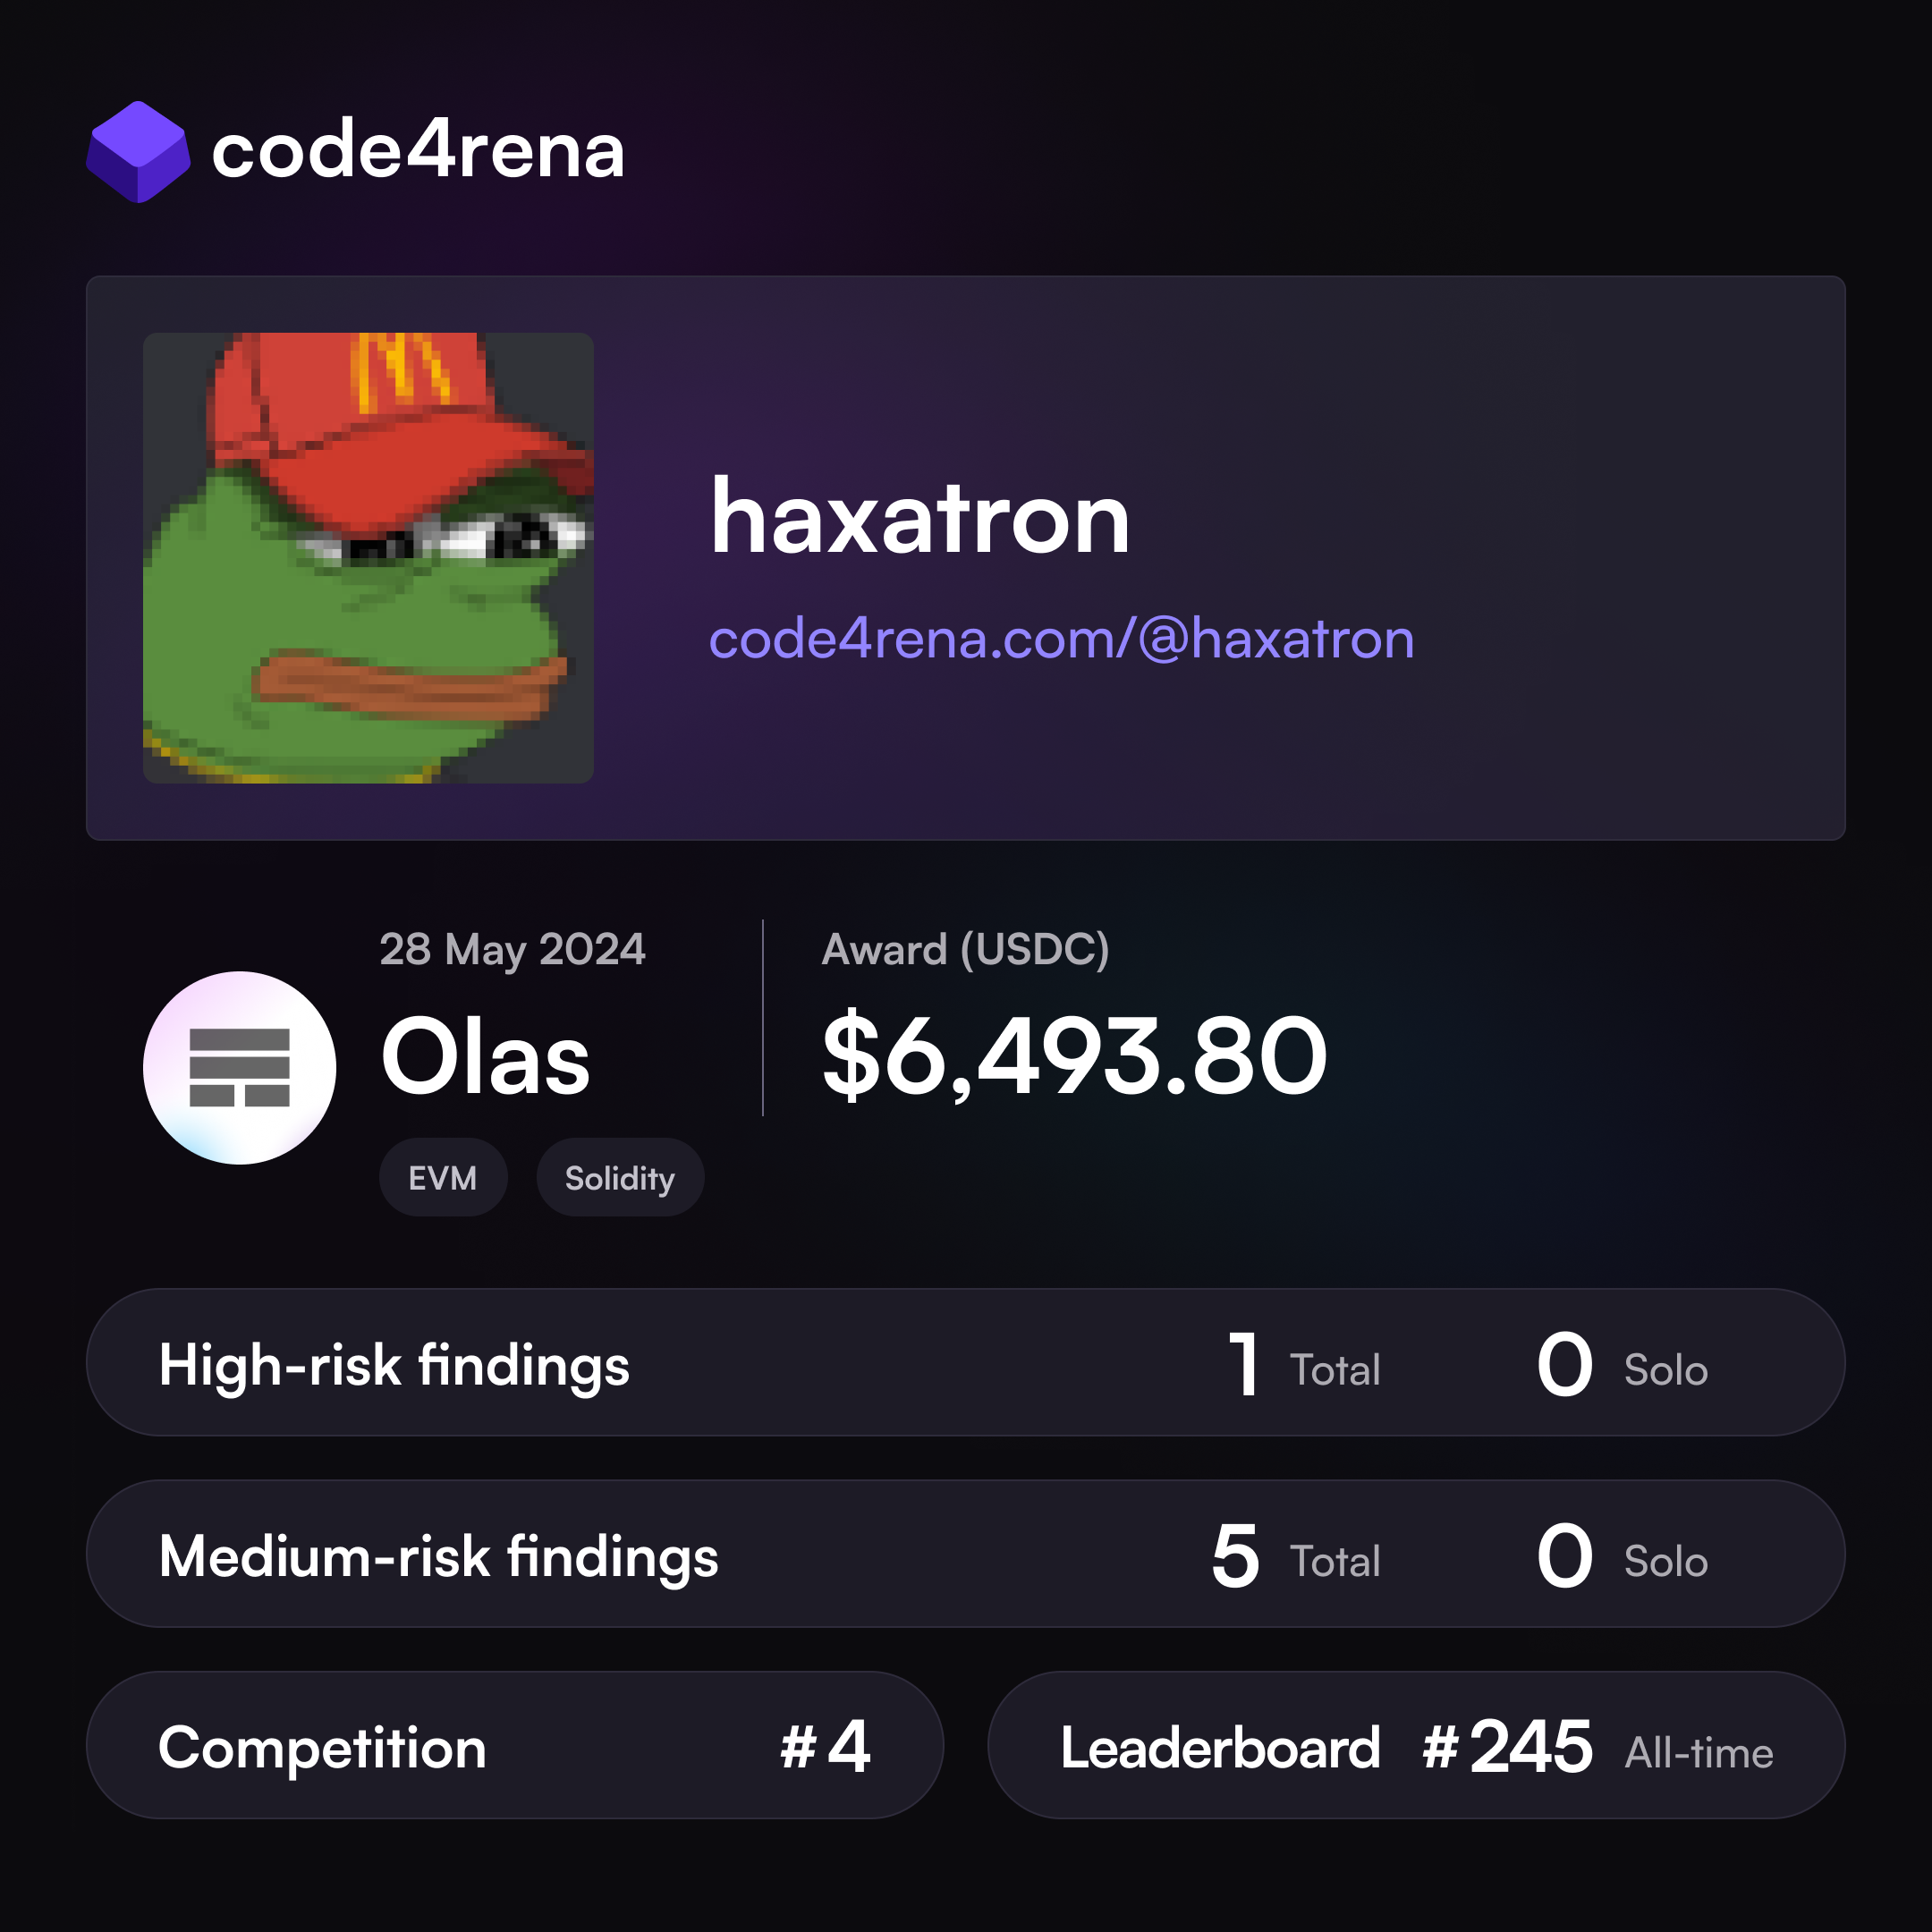 code4rena
haxatron
code4rena.com/@haxatron
28 May 2024
Olas
EVM Solidity
Award (USDC)
$6,493.80
High-risk findings 1 Total 0 Solo
Medium-risk findings 5 Total 0 Solo
Competition #4
Leaderboard #245 All-time